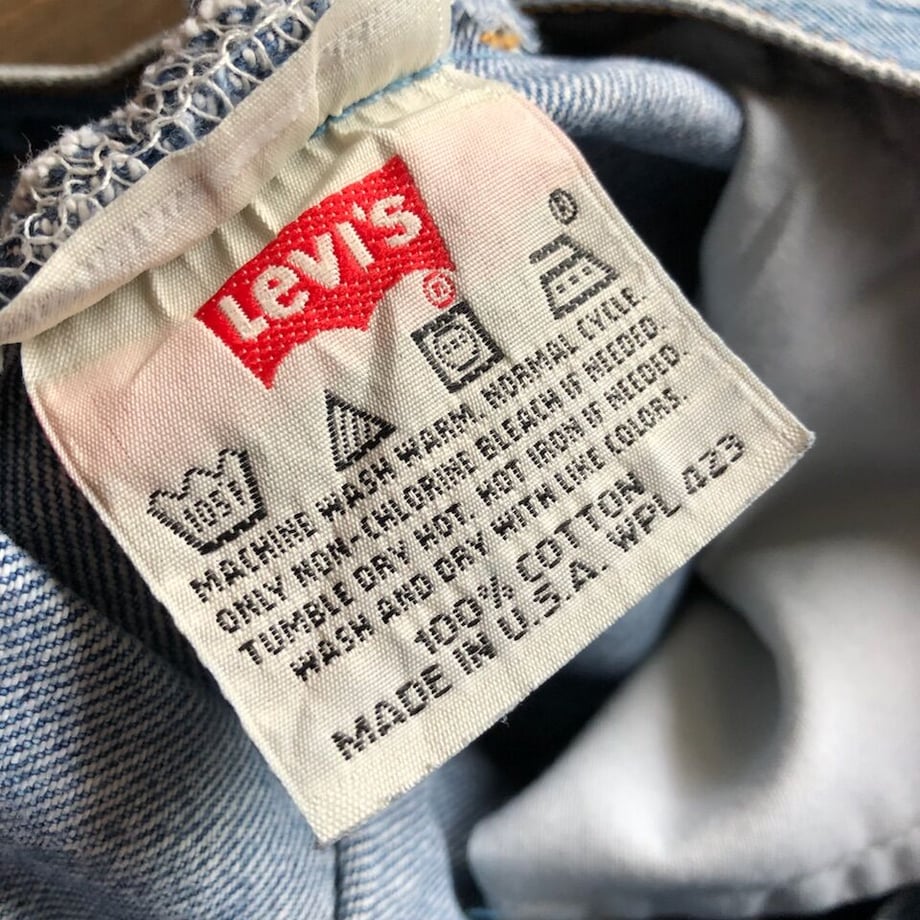 Levi's®
®
105F
MACHINE WASH WARM, NORMAL CYCLE.
ONLY NON-CHLORINE BLEACH IF NEEDED.
TUMBLE DRY HOT. HOT IRON IF NEEDED.
WASH AND DRY WITH LIKE COLORS.
100% COTTON
MADE IN U.S.A. WPL 423